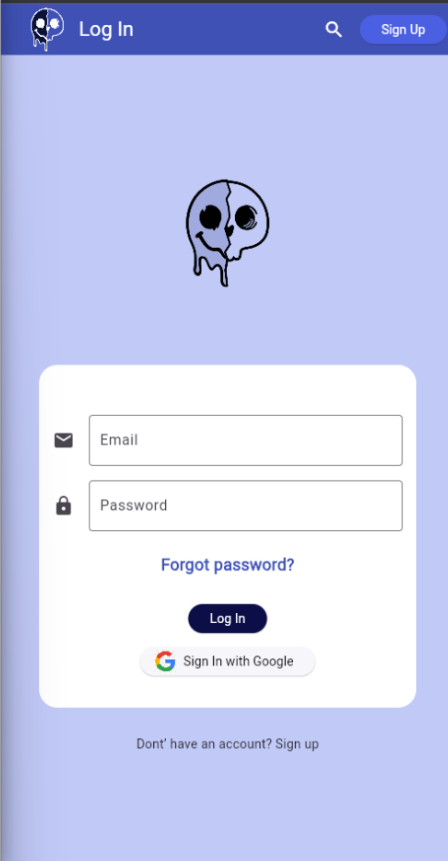 Log In
Sign Up
Email
Password
Forgot password?
Log In
Sign In with Google
Dont’ have an account? Sign up